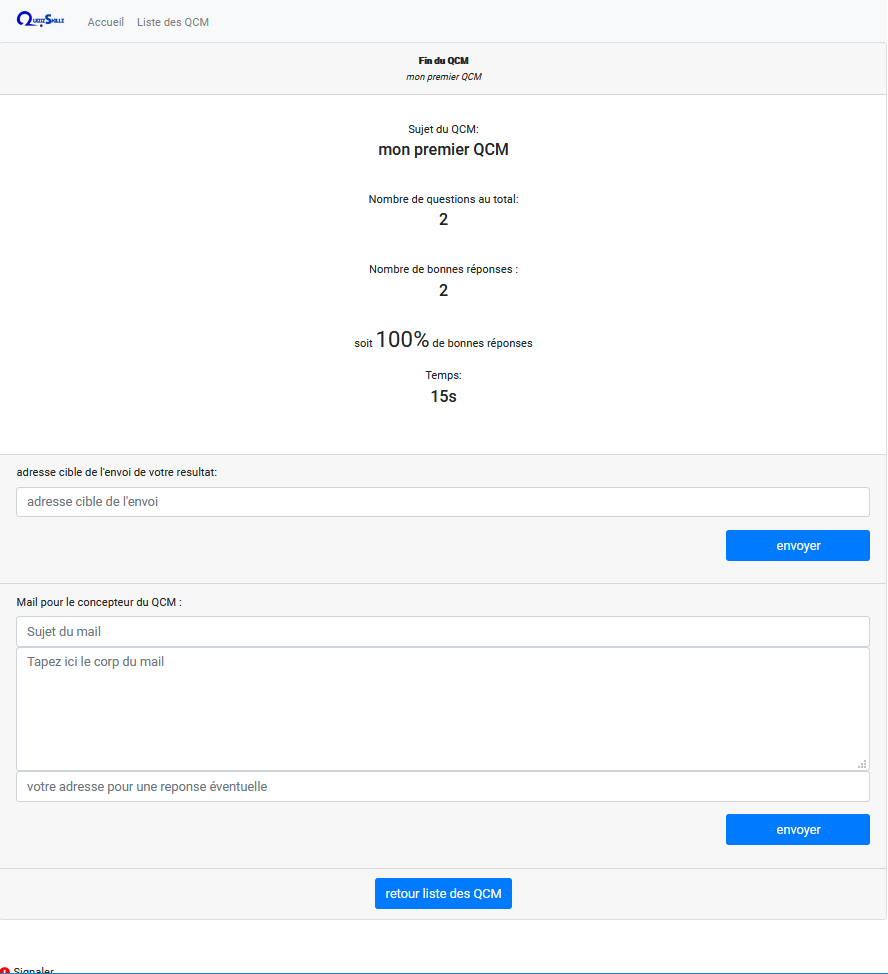 QuizzSkillz
Accueil Liste des QCM
Fin du QCM
mon premier QCM
Sujet du QCM:
mon premier QCM
Nombre de questions au total:
2
Nombre de bonnes réponses :
2
soit 100% de bonnes réponses
Temps:
15s
adresse cible de l'envoi de votre resultat:
adresse cible de l'envoi
envoyer
Mail pour le concepteur du QCM :
Sujet du mail
Tapez ici le corp du mail
votre adresse pour une reponse éventuelle
envoyer
retour liste des QCM
Signaler